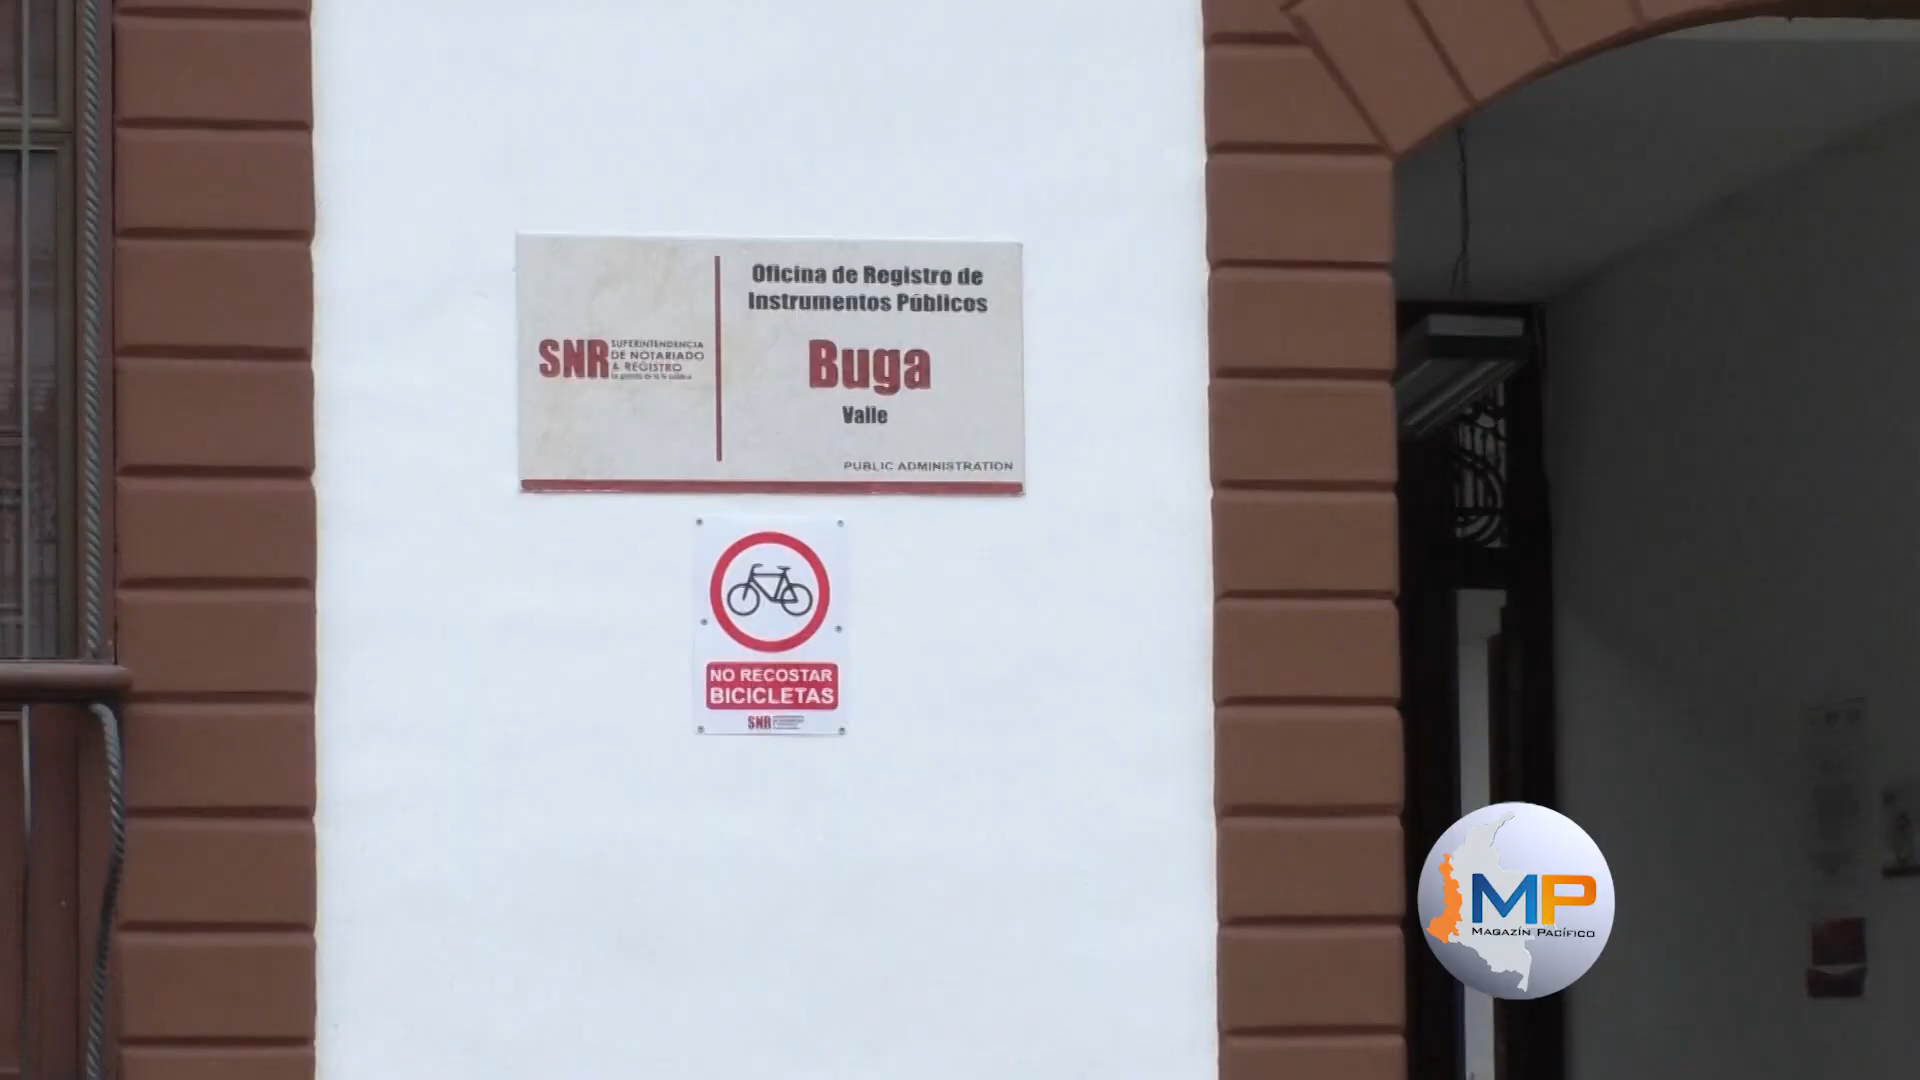 Oficina de Registro de
Instrumentos Públicos
SNR
SUPERINTENDENCIA
DE NOTARIADO
& REGISTRO
Buga
Valle
PUBLIC ADMINISTRATION
NO RECOSTAR
BICICLETAS
SNR
MP
MAGAZÍN PACÍFICO